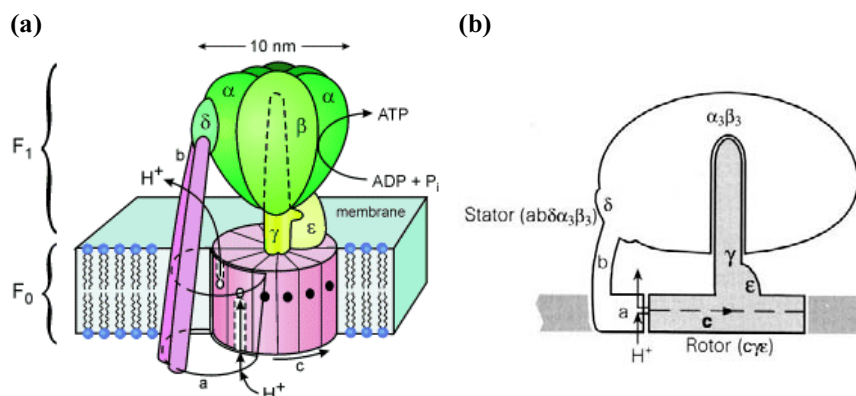 (a)
10 nm
F1
α
α
β
δ
b
ATP
H+
ADP + Pi
membrane
γ
ε
F0
c
a
H+
(b)
α3β3
Stator (abδα3β3)
δ
γ
b
ε
a
c
H+
Rotor (cγε)